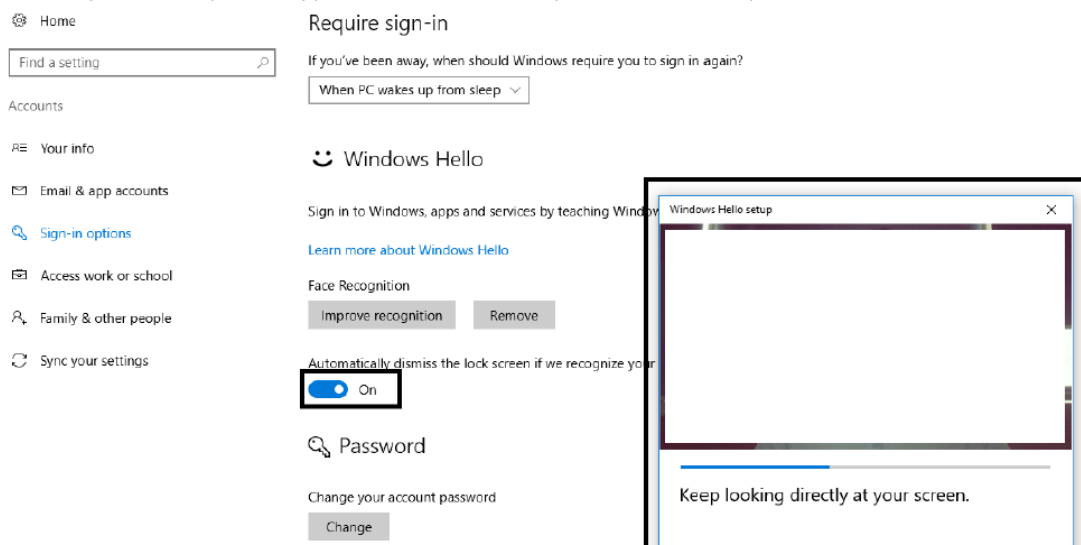 Home
Find a setting
Accounts
Your info
Email & app accounts
Sign-in options
Access work or school
Family & other people
Sync your settings
Require sign-in
If you've been away, when should Windows require you to sign in again?
When PC wakes up from sleep
Windows Hello
Sign in to Windows, apps and services by teaching Windov
Learn more about Windows Hello
Face Recognition
Improve recognition
Remove
Automatically dismiss the lock screen if we recognize your
On
Password
Change your account password
Change
Windows Hello setup
Keep looking directly at your screen.